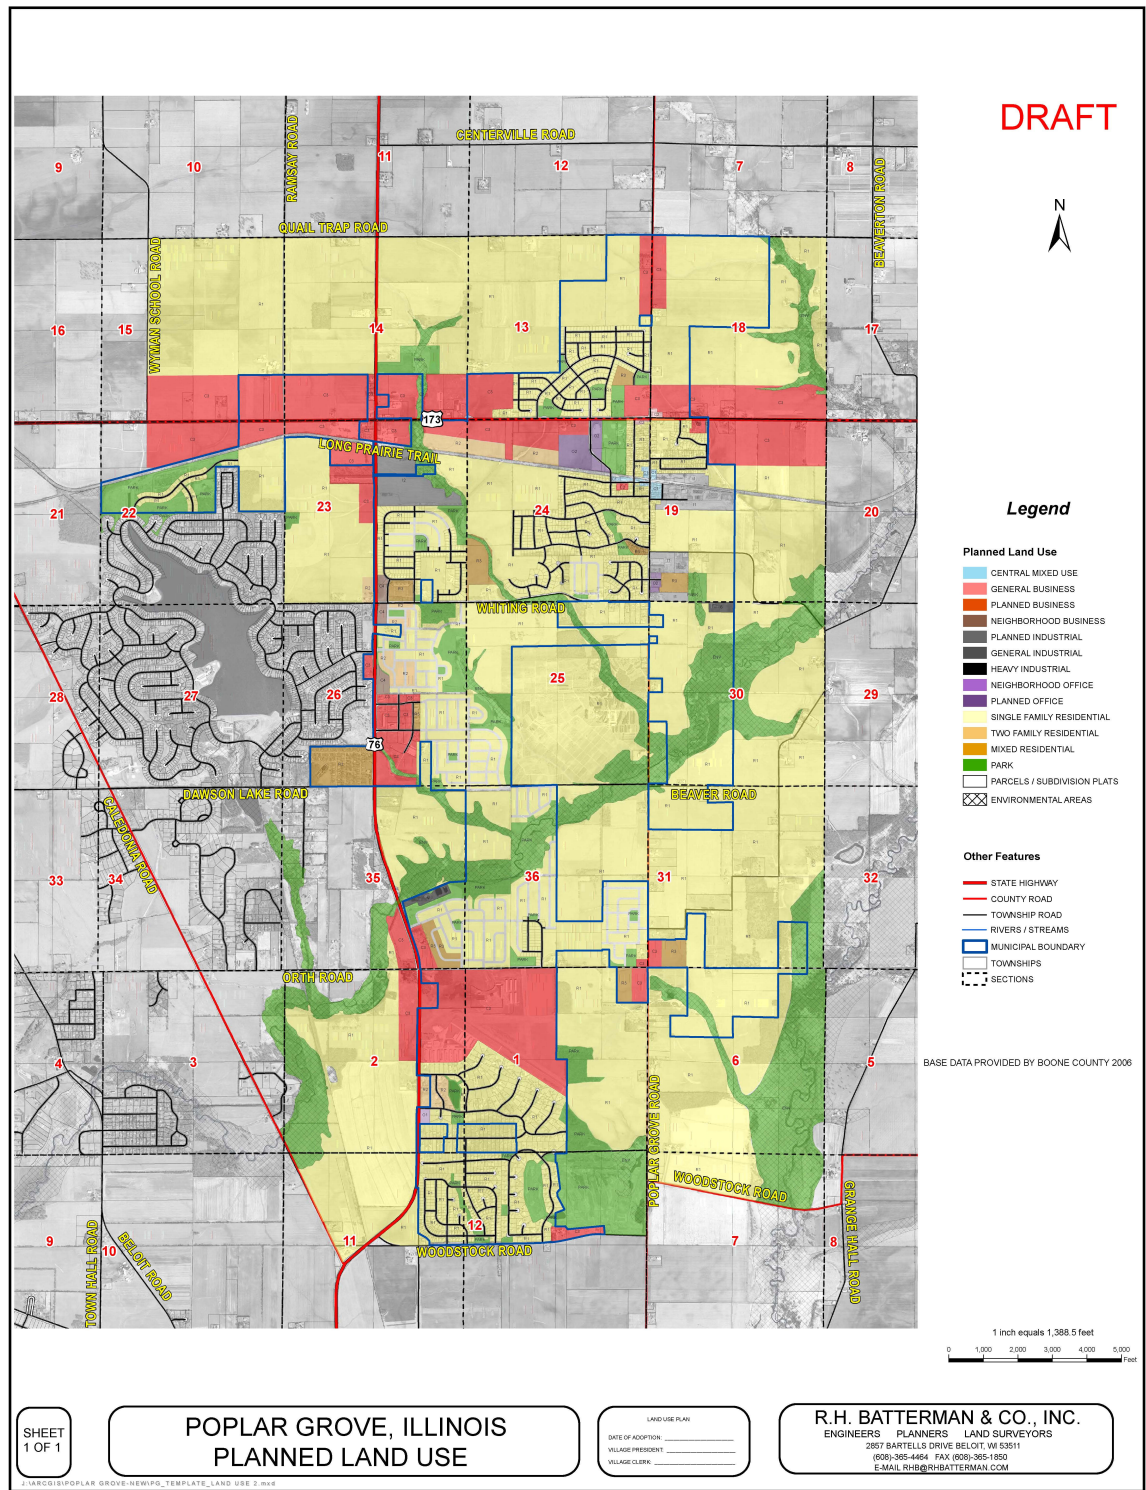 DRAFT
N
CENTERVILLE ROAD
RAMSAY ROAD
BEAVERTON ROAD
9
10
11
12
7
8
QUAIL TRAP ROAD
WYMAN SCHOOL ROAD
16
15
14
13
18
17
173
LONG PRAIRIE TRAIL
21
22
23
24
19
20
WHITING ROAD
28
27
26
25
30
29
76
DAWSON LAKE ROAD
BEAVER ROAD
CALEDONIA ROAD
33
34
35
36
31
32
ORTH ROAD
4
3
2
1
6
5
POPLAR GROVE ROAD
WOODSTOCK ROAD
GRANGE HALL ROAD
TOWN HALL ROAD
BELOIT ROAD
9
10
11
12
7
8
WOODSTOCK ROAD
Legend
Planned Land Use
CENTRAL MIXED USE
GENERAL BUSINESS
PLANNED BUSINESS
NEIGHBORHOOD BUSINESS
PLANNED INDUSTRIAL
GENERAL INDUSTRIAL
HEAVY INDUSTRIAL
NEIGHBORHOOD OFFICE
PLANNED OFFICE
SINGLE FAMILY RESIDENTIAL
TWO FAMILY RESIDENTIAL
MIXED RESIDENTIAL
PARK
PARCELS / SUBDIVISION PLATS
ENVIRONMENTAL AREAS
Other Features
STATE HIGHWAY
COUNTY ROAD
TOWNSHIP ROAD
RIVERS / STREAMS
MUNICIPAL BOUNDARY
TOWNSHIPS
SECTIONS
BASE DATA PROVIDED BY BOONE COUNTY 2006
1 inch equals 1,388.5 feet
0 1,000 2,000 3,000 4,000 5,000
Feet
SHEET
1 OF 1
POPLAR GROVE, ILLINOIS
PLANNED LAND USE
LAND USE PLAN
DATE OF ADOPTION:
VILLAGE PRESIDENT:
VILLAGE CLERK:
R.H. BATTERMAN & CO., INC.
ENGINEERS PLANNERS LAND SURVEYORS
2857 BARTELLS DRIVE BELOIT, WI 53511
(608)-365-4464 FAX (608)-365-1850
E-MAIL RHB@RHBATTERMAN.COM
J:\ARCGIS\POPLAR GROVE-NEW\PG_TEMPLATE_LAND USE 2.mxd